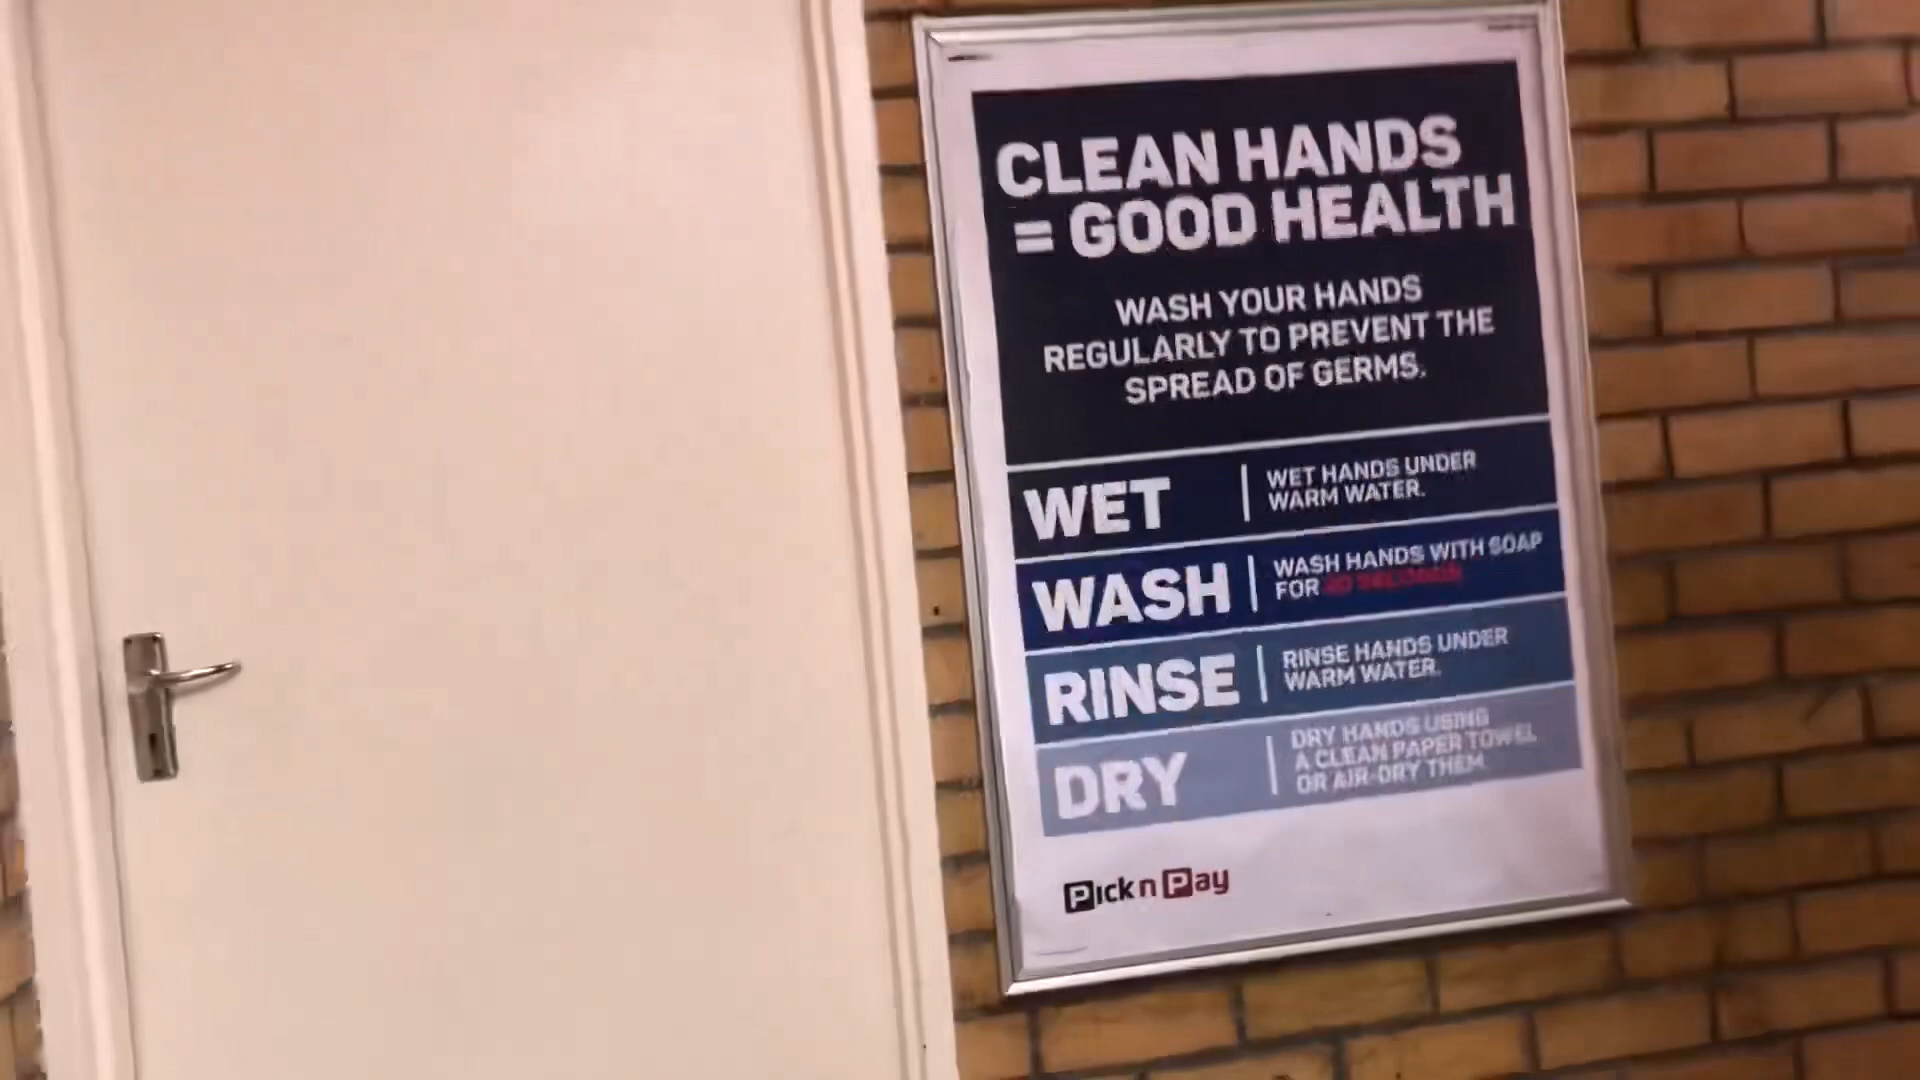 CLEAN HANDS
= GOOD HEALTH
WASH YOUR HANDS
REGULARLY TO PREVENT THE
SPREAD OF GERMS.
WET
WET HANDS UNDER
WARM WATER.
WASH
WASH HANDS WITH SOAP
FOR
RINSE
RINSE HANDS UNDER
WARM WATER.
DRY
DRY HANDS USING
A CLEAN PAPER TOWEL
OR AIR-DRY THEM.
Pick n Pay